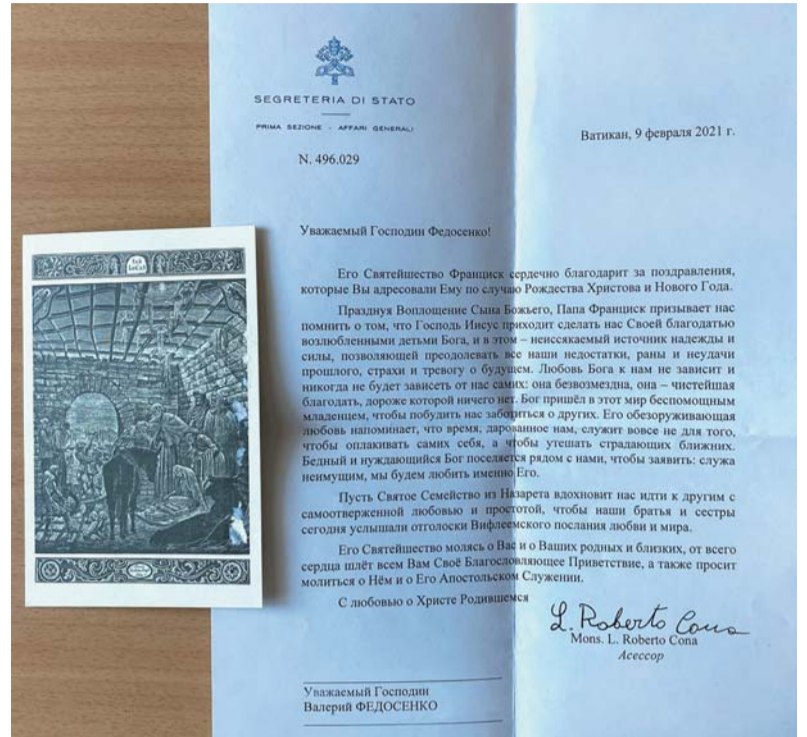 SEGRETERIA DI STATO
PRIMA SEZIONE - AFFARI GENERALI
Ватикан, 9 февраля 2021 г.
N. 496.029
Уважаемый Господин Федосенко!
Его Святейшество Франциск сердечно благодарит за поздравления,
которые Вы адресовали Ему по случаю Рождества Христова и Нового Года.
Празднуя Воплощение Сына Божьего, Папа Франциск призывает нас
помнить о том, что Господь Иисус приходит сделать нас Своей благодатью
возлюбленными детьми Бога, и в этом – неиссякаемый источник надежды и
силы, позволяющей преодолевать все наши недостатки, раны и неудачи
прошлого, страхи и тревогу о будущем. Любовь Бога к нам не зависит и
никогда не будет зависеть от нас самих: она безвозмездна, она – чистейшая
благодать, дороже которой ничего нет. Бог пришёл в этот мир беспомощным
младенцем, чтобы побудить нас заботиться о других. Его обезоруживающая
любовь напоминает, что время, дарованное нам, служит вовсе не для того,
чтобы оплакивать самих себя, а чтобы утешать страдающих ближних.
Бедный и нуждающийся Бог поселяется рядом с нами, чтобы заявить: служа
неимущим, мы будем любить именно Его.
Пусть Святое Семейство из Назарета вдохновит нас идти к другим с
самоотверженной любовью и простотой, чтобы наши братья и сестры
сегодня услышали отголоски Вифлеемского послания любви и мира.
Его Святейшество молясь о Вас и о Ваших родных и близких, от всего
сердца шлёт всем Вам Своё Благословляющее Приветствие, а также просит
молиться о Нём и о Его Апостольском Служении.
С любовью о Христе Родившемся
L. Roberto Cona
Mons. L. Roberto Cona
Асессор
Уважаемый Господин
Валерий ФЕДОСЕНКО